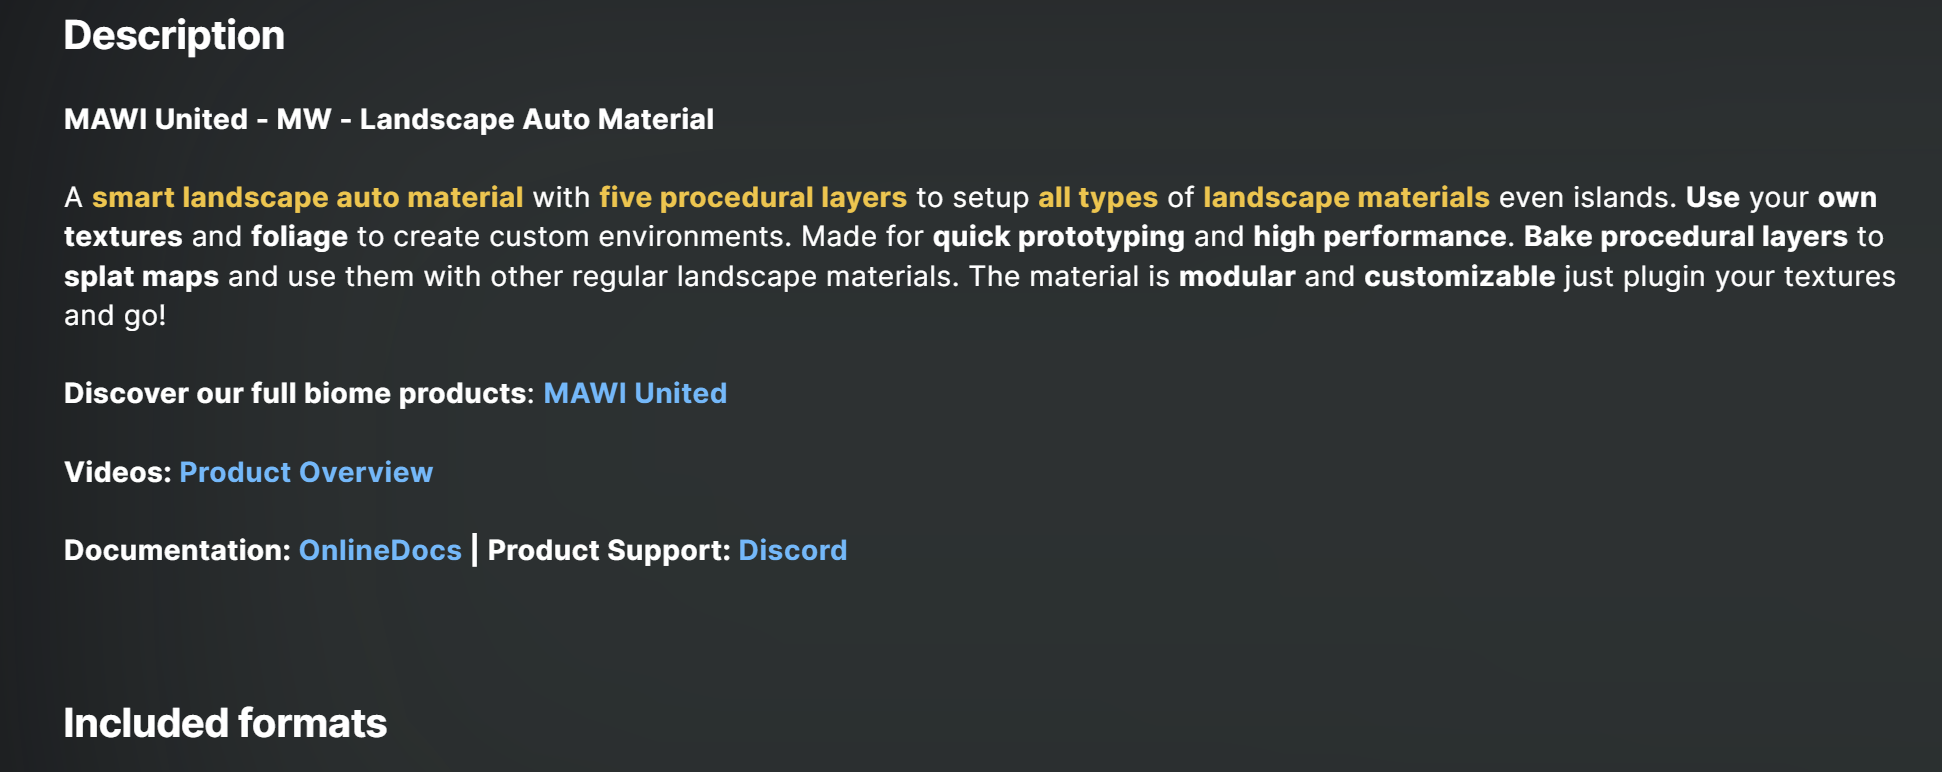 Description
MAWI United - MW - Landscape Auto Material
A smart landscape auto material with five procedural layers to setup all types of landscape materials even islands. Use your own
textures and foliage to create custom environments. Made for quick prototyping and high performance. Bake procedural layers to
splat maps and use them with other regular landscape materials. The material is modular and customizable just plugin your textures
and go!
Discover our full biome products: MAWI United
Videos: Product Overview
Documentation: OnlineDocs | Product Support: Discord
Included formats